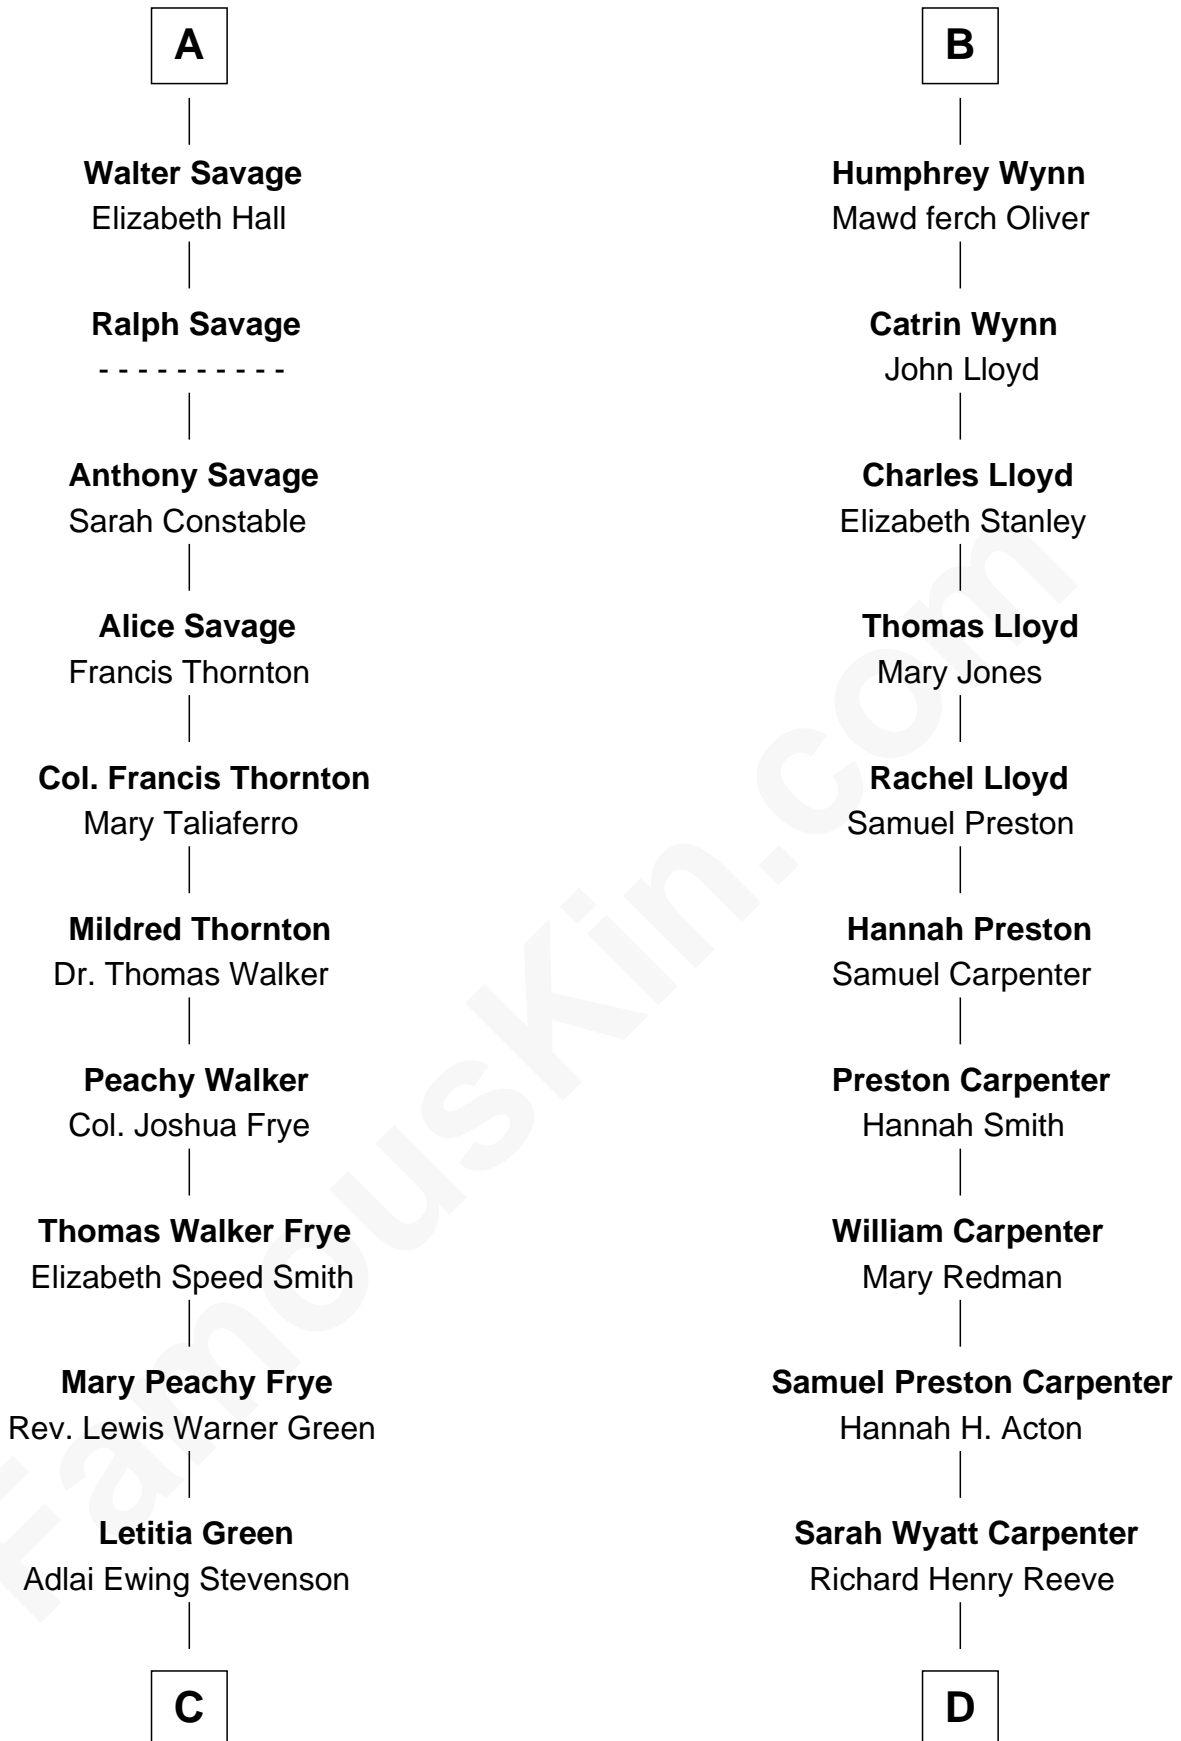 A
Walter Savage
Elizabeth Hall
Ralph Savage
- - - - - - - - - -
Anthony Savage
Sarah Constable
Alice Savage
Francis Thornton
Col. Francis Thornton
Mary Taliaferro
Mildred Thornton
Dr. Thomas Walker
Peachy Walker
Col. Joshua Frye
Thomas Walker Frye
Elizabeth Speed Smith
Mary Peachy Frye
Rev. Lewis Warner Green
Letitia Green
Adlai Ewing Stevenson
C
B
Humphrey Wynn
Mawd ferch Oliver
Catrin Wynn
John Lloyd
Charles Lloyd
Elizabeth Stanley
Thomas Lloyd
Mary Jones
Rachel Lloyd
Samuel Preston
Hannah Preston
Samuel Carpenter
Preston Carpenter
Hannah Smith
William Carpenter
Mary Redman
Samuel Preston Carpenter
Hannah H. Acton
Sarah Wyatt Carpenter
Richard Henry Reeve
D
FamousKin.com